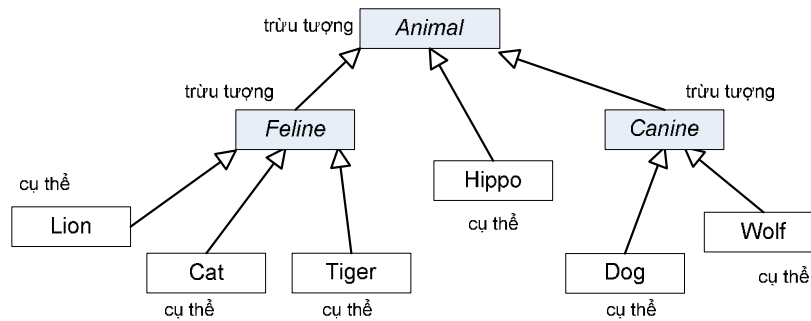 trừu tượng
Animal
trừu tượng
trừu tượng
Feline
Canine
Hippo
cụ thể
cụ thể
Lion
Wolf
Cat
Tiger
Dog
cụ thể
cụ thể
cụ thể
cụ thể